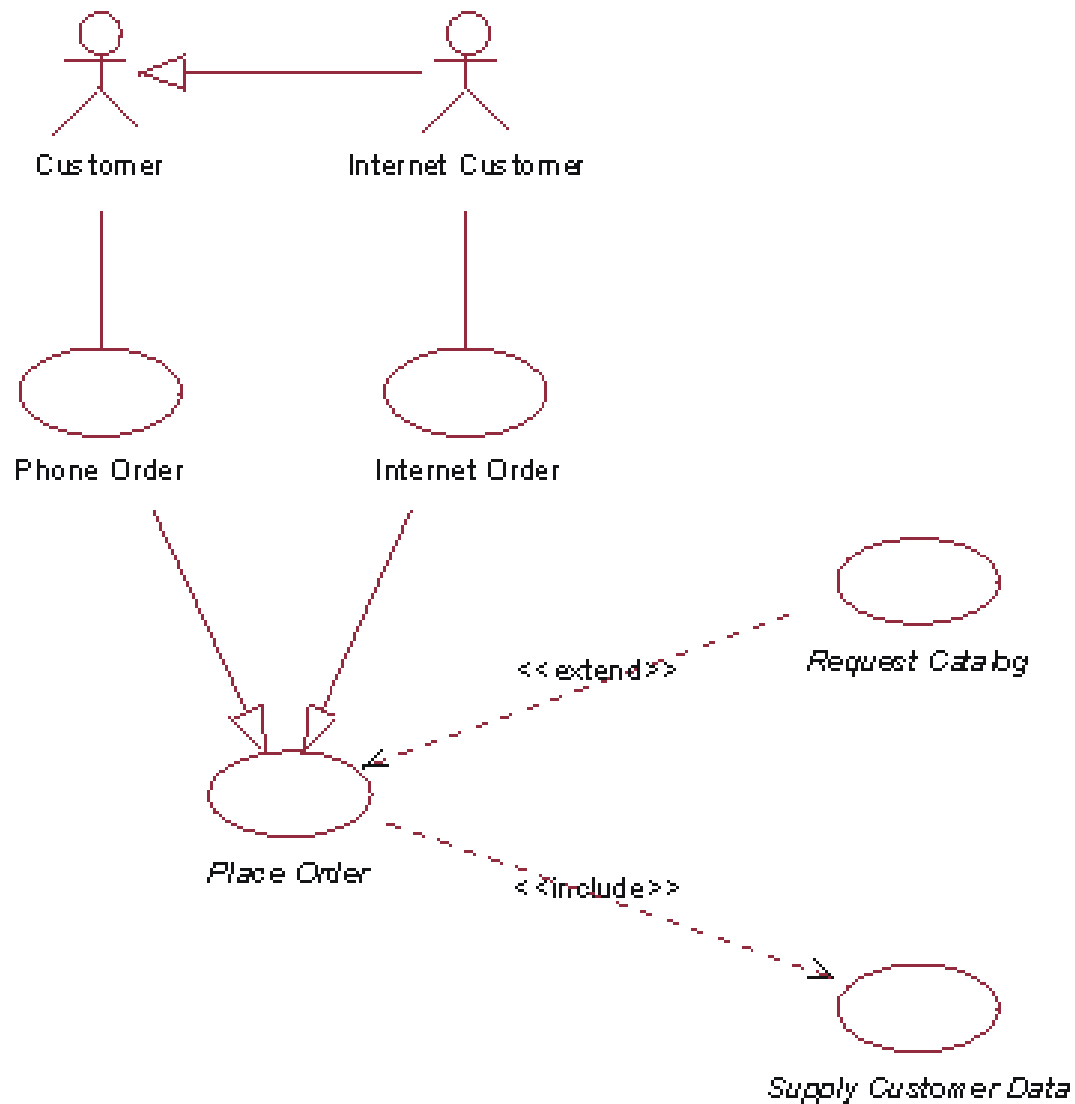 Customer
Internet Customer
Phone Order
Internet Order
Request Catalog
<<extend>>
Place Order
<<include>>
Supply Customer Data